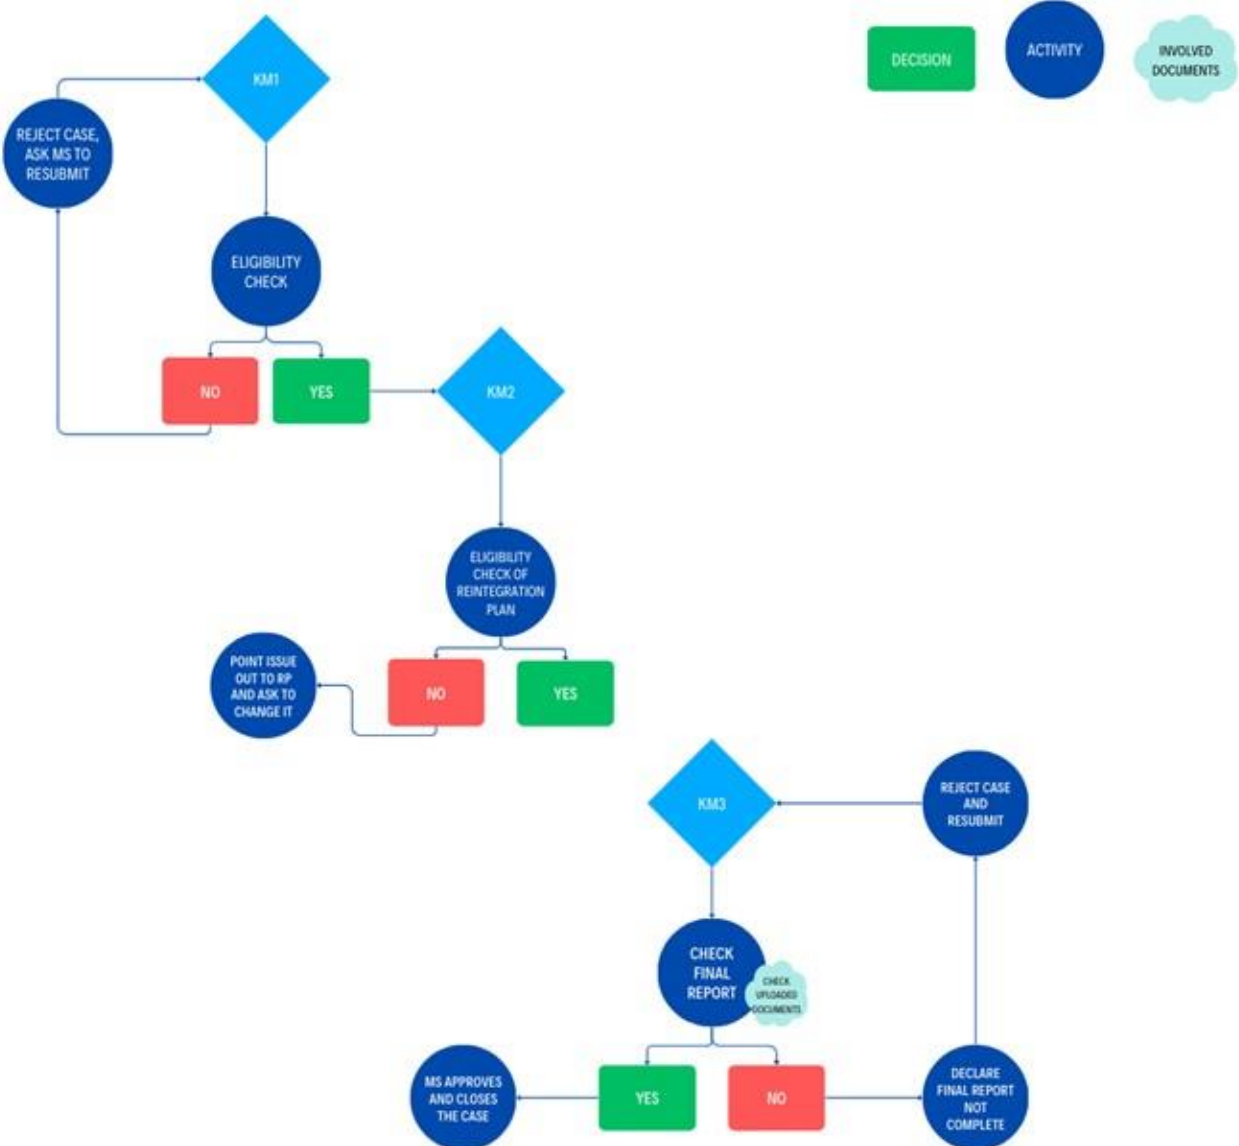 KM1
DECISION
ACTIVITY
INVOLVED
DOCUMENTS
REJECT CASE,
ASK MS TO
RESUBMIT
ELIGIBILITY
CHECK
NO
YES
KM2
ELIGIBILITY
CHECK OF
REINTEGRATION
PLAN
POINT ISSUE
OUT TO RP
AND ASK TO
CHANGE IT
NO
YES
KM3
REJECT CASE
AND
RESUBMIT
CHECK
FINAL
REPORT
CHECK
UPLOADED
DOCUMENTS
MS APPROVES
AND CLOSES
THE CASE
YES
NO
DECLARE
FINAL REPORT
NOT
COMPLETE